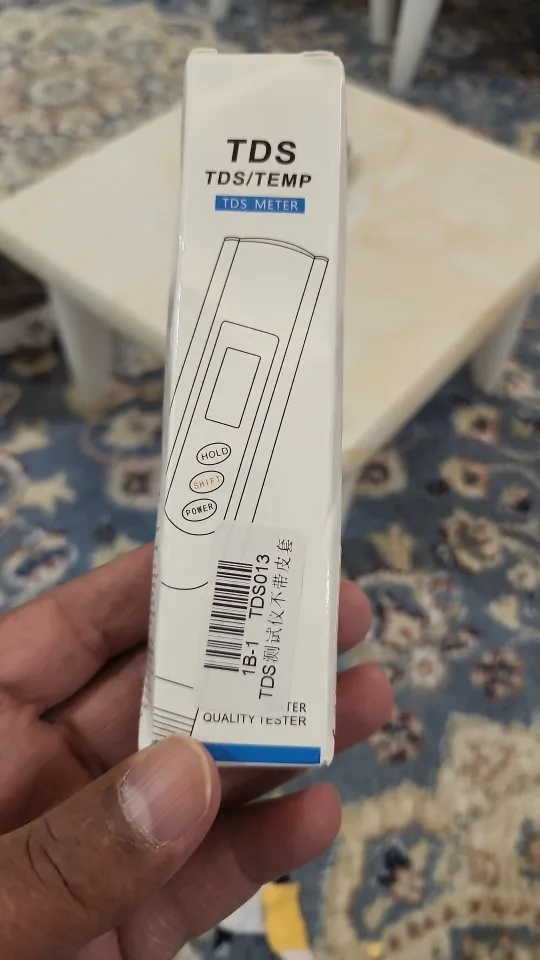 TDS
TDS/TEMP
TDS METER
HOLD
SHIFT
POWER
1B-1 TDS013
TDS测试仪不带皮套
TER
QUALITY TESTER